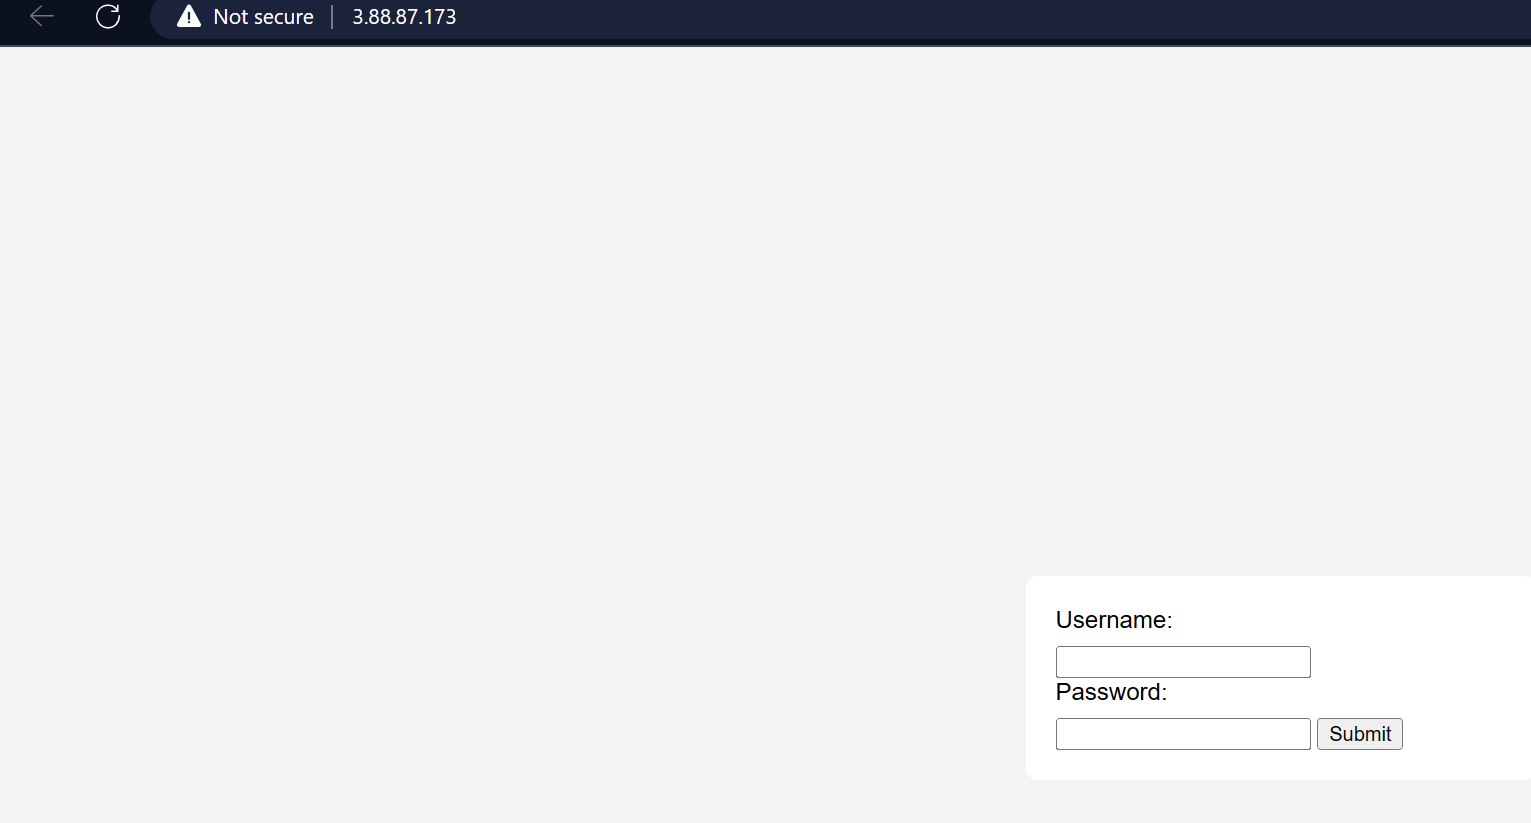 Not secure 3.88.87.173
Username:
Password:
Submit